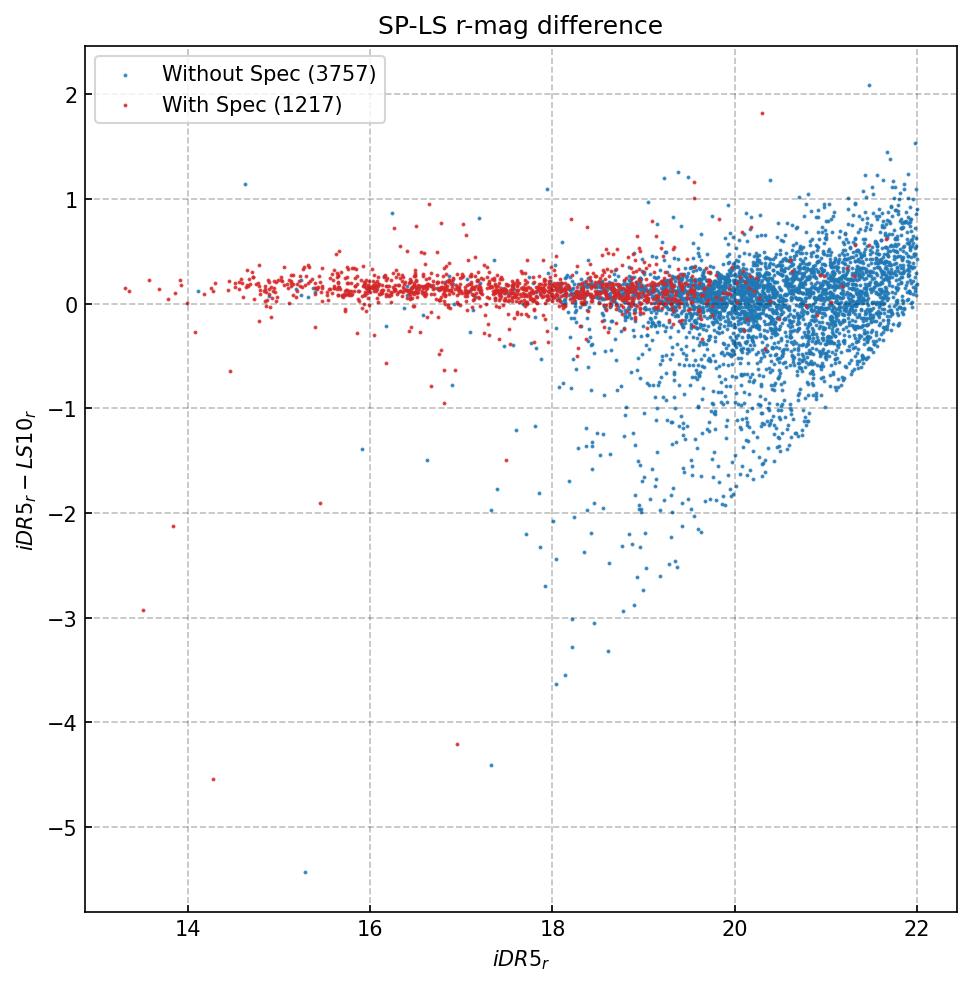 SP-LS r-mag difference
Without Spec (3757)
With Spec (1217)
2
1
0
−1
−2
−3
−4
−5
iDR5r − LS10r
14
16
18
20
22
iDR5r